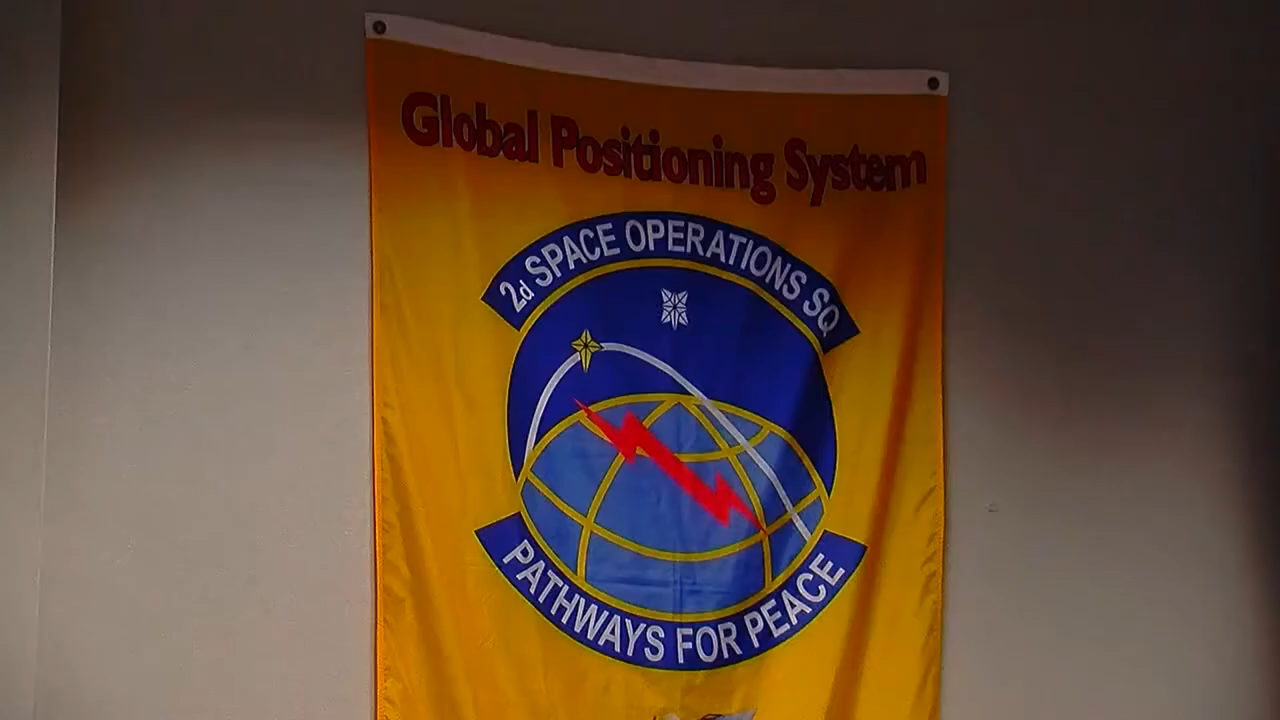 Global Positioning System
2d SPACE OPERATIONS SQ
PATHWAYS FOR PEACE